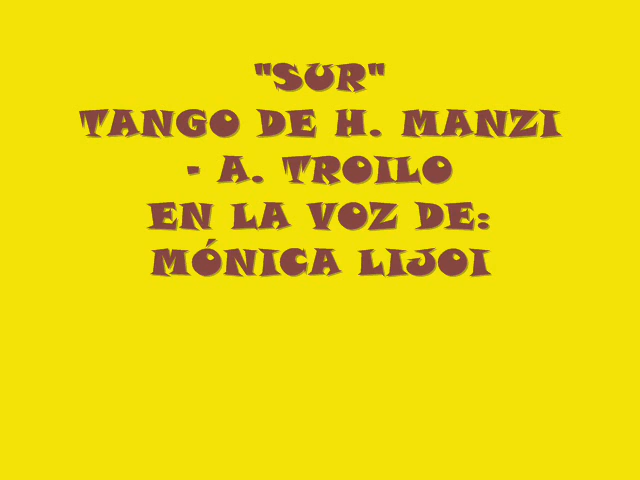 "SUR"
TANGO DE H. MANZI
- A. TROILO
EN LA VOZ DE:
MÓNICA LIJOI